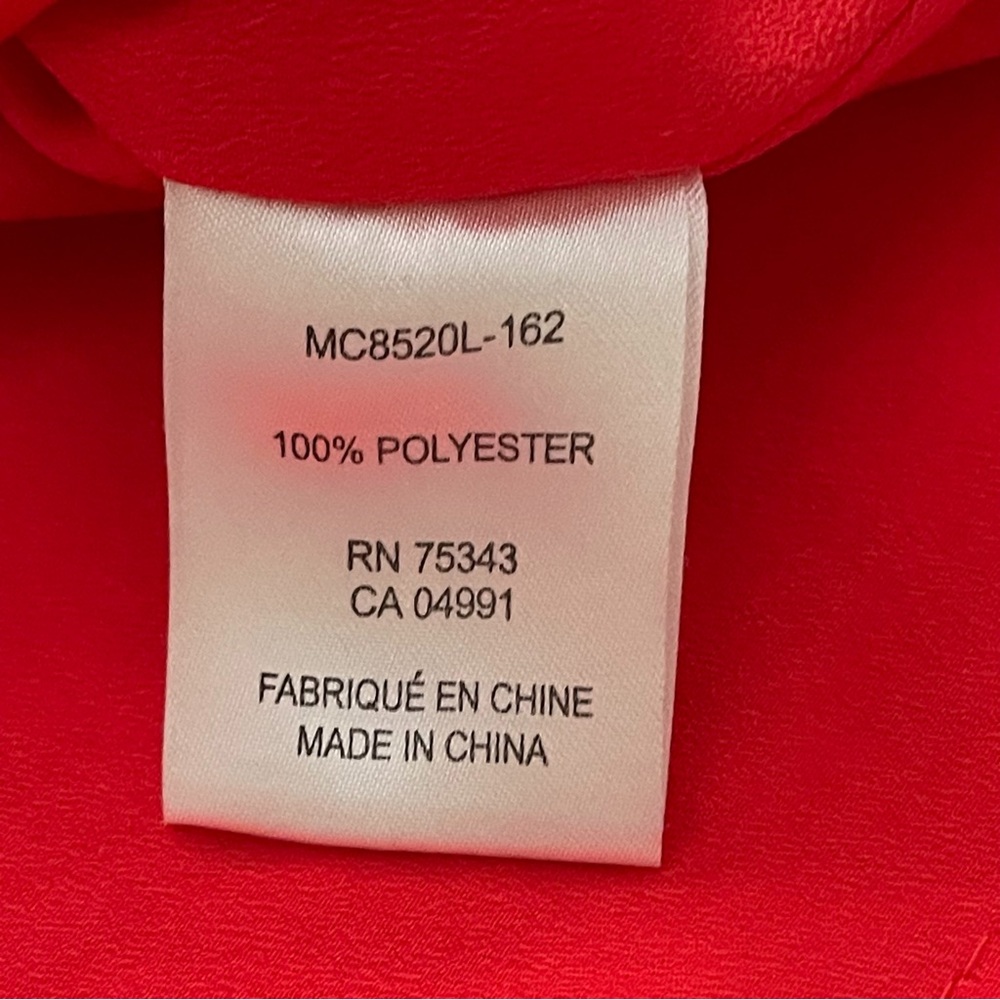 MC8520L-162
100% POLYESTER
RN 75343
CA 04991
FABRIQUÉ EN CHINE
MADE IN CHINA